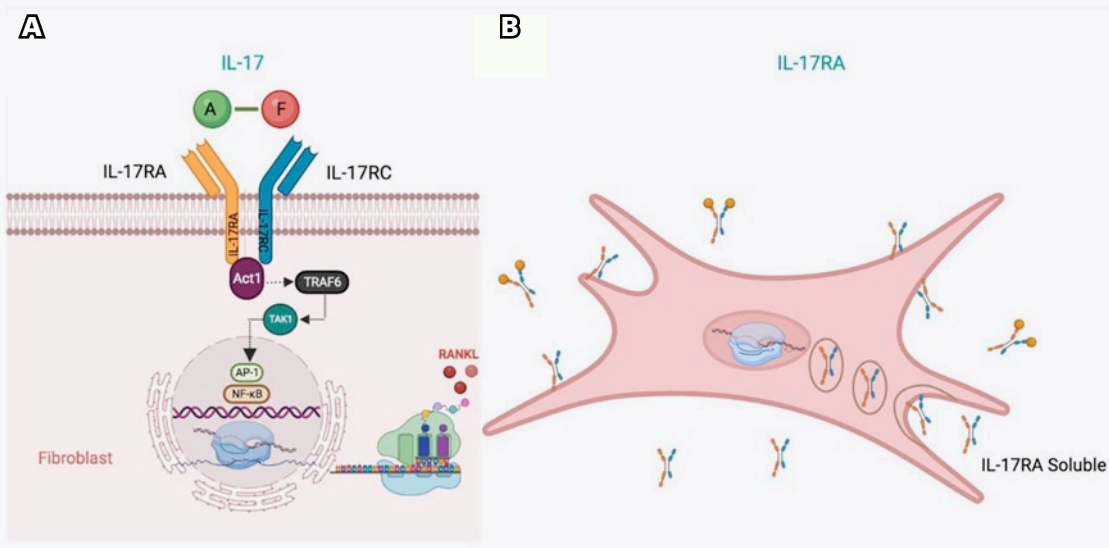 A
B
IL-17
IL-17RA
A
F
IL-17RA
IL-17RC
IL-17RA
IL-17RC
Act1
TRAF6
TAK1
AP-1
NF-κB
RANKL
Fibroblast
IL-17RA Soluble